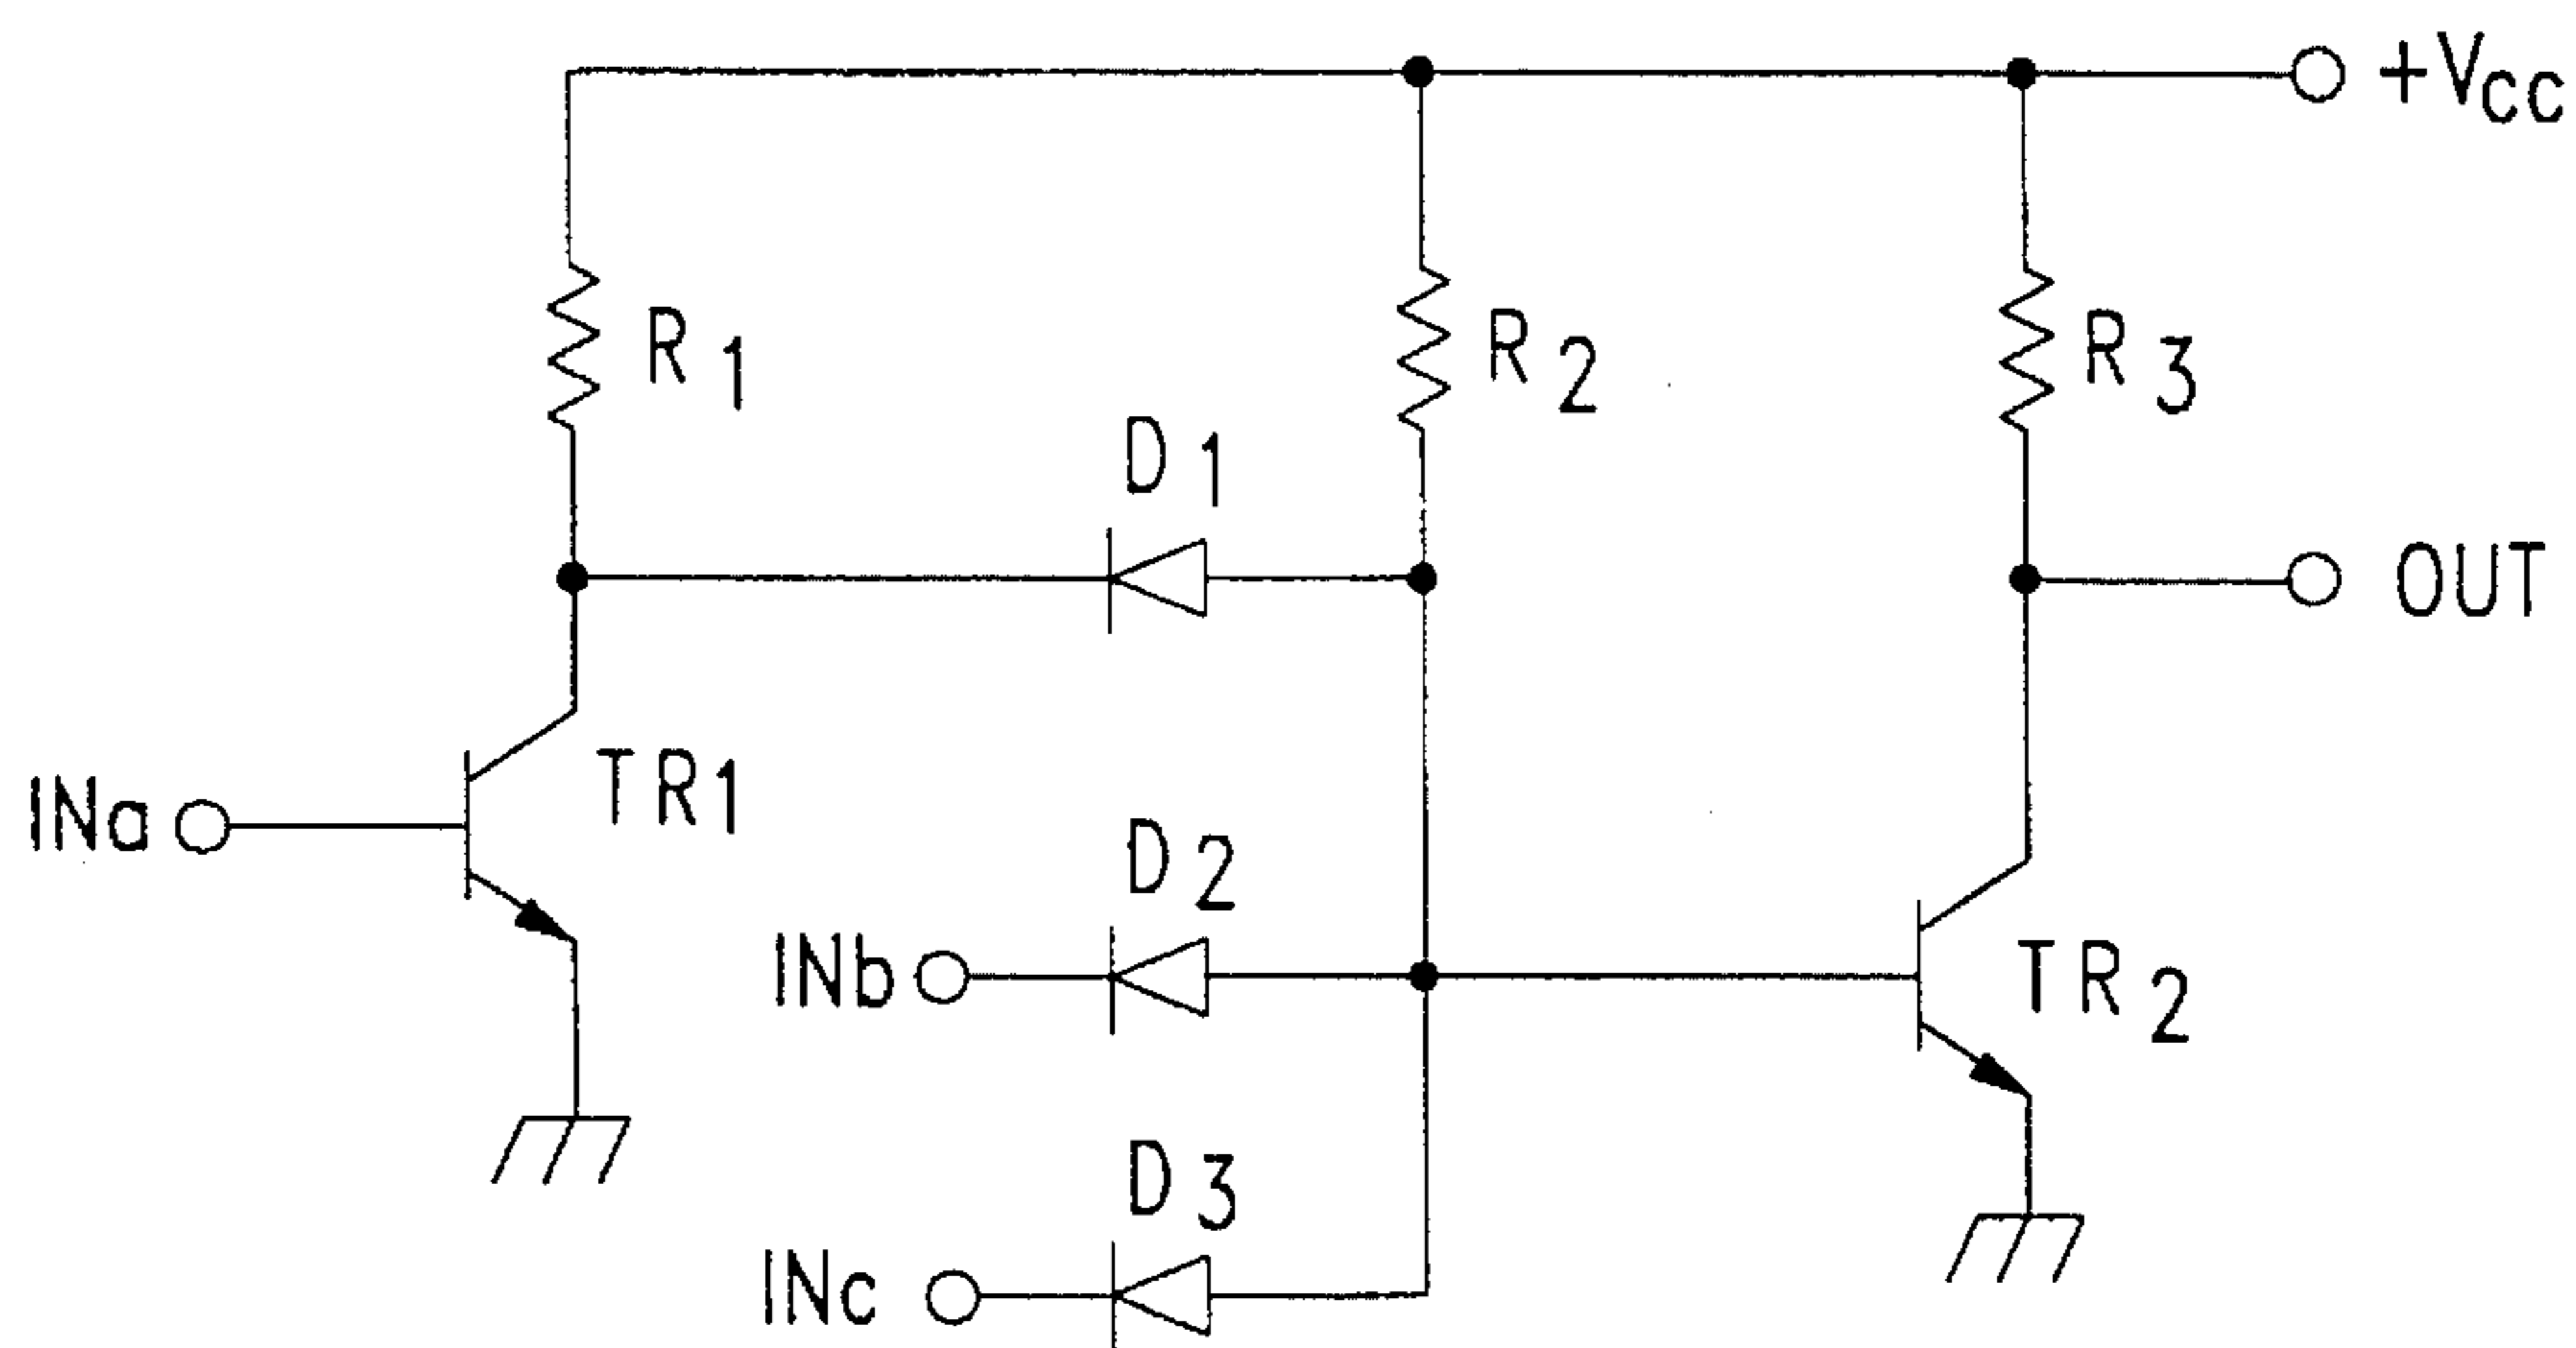 +VCC
R1
R2
R3
D1
OUT
TR1
INa
D2
INb
TR2
D3
INc